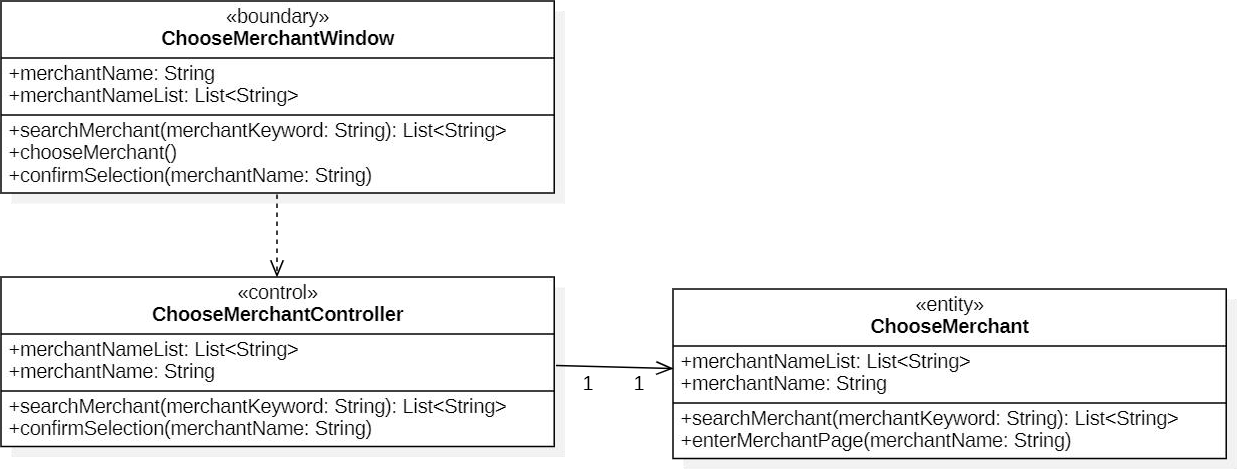 «boundary»
ChooseMerchantWindow
+merchantName: String
+merchantNameList: List<String>
+searchMerchant(merchantKeyword: String): List<String>
+chooseMerchant()
+confirmSelection(merchantName: String)
«control»
ChooseMerchantController
+merchantNameList: List<String>
+merchantName: String
+searchMerchant(merchantKeyword: String): List<String>
+confirmSelection(merchantName: String)
1 1
«entity»
ChooseMerchant
+merchantNameList: List<String>
+merchantName: String
+searchMerchant(merchantKeyword: String): List<String>
+enterMerchantPage(merchantName: String)